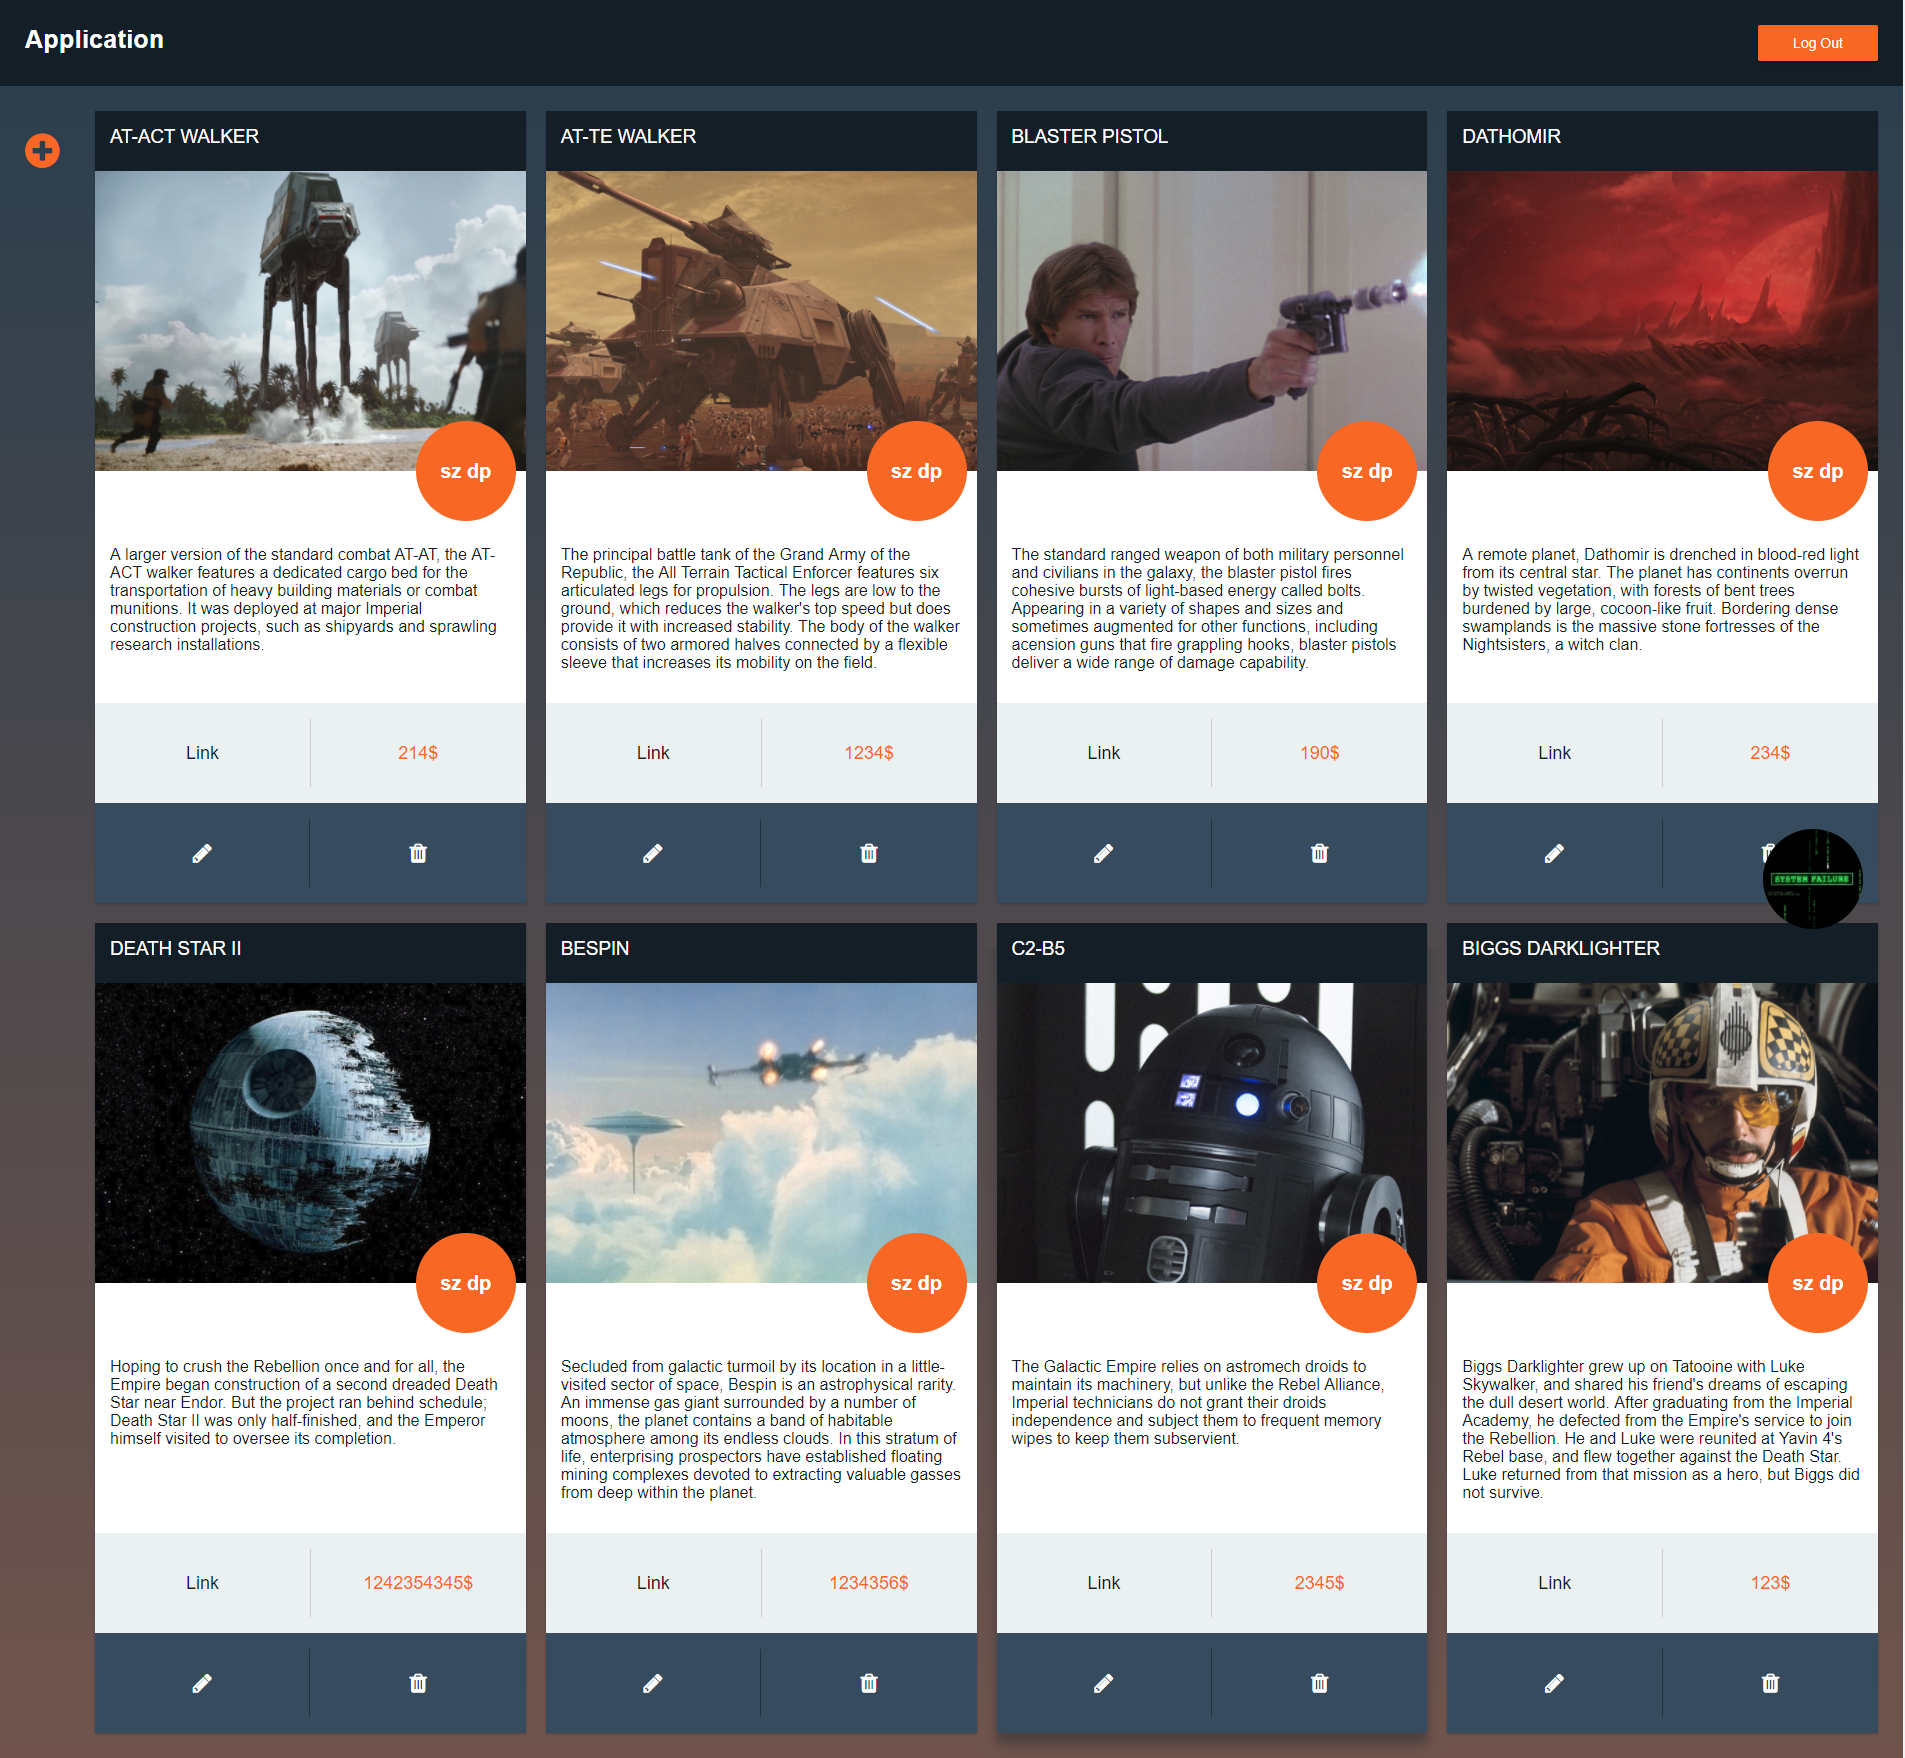 Application
Log Out
AT-ACT WALKER
sz dp
A larger version of the standard combat AT-AT, the AT-
ACT walker features a dedicated cargo bed for the
transportation of heavy building materials or combat
munitions. It was deployed at major Imperial
construction projects, such as shipyards and sprawling
research installations.
Link
214$
AT-TE WALKER
sz dp
The principal battle tank of the Grand Army of the
Republic, the All Terrain Tactical Enforcer features six
articulated legs for propulsion. The legs are low to the
ground, which reduces the walker's top speed but does
provide it with increased stability. The body of the walker
consists of two armored halves connected by a flexible
sleeve that increases its mobility on the field.
Link
1234$
BLASTER PISTOL
sz dp
The standard ranged weapon of both military personnel
and civilians in the galaxy, the blaster pistol fires
cohesive bursts of light-based energy called bolts.
Appearing in a variety of shapes and sizes and
sometimes augmented for other functions, including
acension guns that fire grappling hooks, blaster pistols
deliver a wide range of damage capability.
Link
190$
DATHOMIR
sz dp
A remote planet, Dathomir is drenched in blood-red light
from its central star. The planet has continents overrun
by twisted vegetation, with forests of bent trees
burdened by large, cocoon-like fruit. Bordering dense
swamplands is the massive stone fortresses of the
Nightsisters, a witch clan.
Link
234$
SYSTEM FAILURE
DEATH STAR II
sz dp
Hoping to crush the Rebellion once and for all, the
Empire began construction of a second dreaded Death
Star near Endor. But the project ran behind schedule;
Death Star II was only half-finished, and the Emperor
himself visited to oversee its completion.
Link
1242354345$
BESPIN
sz dp
Secluded from galactic turmoil by its location in a little-
visited sector of space, Bespin is an astrophysical rarity.
An immense gas giant surrounded by a number of
moons, the planet contains a band of habitable
atmosphere among its endless clouds. In this stratum of
life, enterprising prospectors have established floating
mining complexes devoted to extracting valuable gasses
from deep within the planet.
Link
1234356$
C2-B5
sz dp
The Galactic Empire relies on astromech droids to
maintain its machinery, but unlike the Rebel Alliance,
Imperial technicians do not grant their droids
independence and subject them to frequent memory
wipes to keep them subservient.
Link
2345$
BIGGS DARKLIGHTER
sz dp
Biggs Darklighter grew up on Tatooine with Luke
Skywalker, and shared his friend's dreams of escaping
the dull desert world. After graduating from the Imperial
Academy, he defected from the Empire's service to join
the Rebellion. He and Luke were reunited at Yavin 4's
Rebel base, and flew together against the Death Star.
Luke returned from that mission as a hero, but Biggs did
not survive.
Link
123$